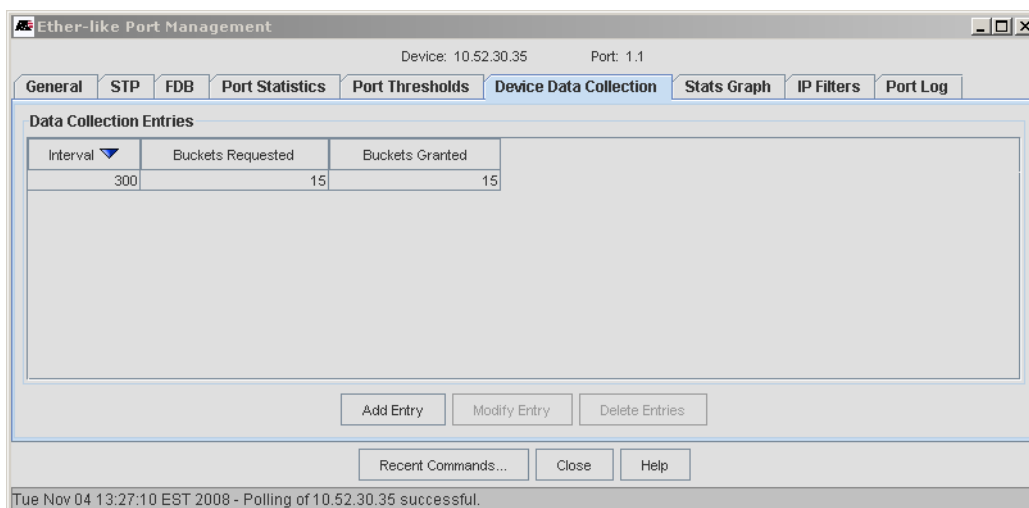 Ether-like Port Management
Device: 10.52.30.35 Port: 1.1
General STP FDB Port Statistics Port Thresholds Device Data Collection Stats Graph IP Filters Port Log
Data Collection Entries
Interval Buckets Requested Buckets Granted
300 15 15
Add Entry Modify Entry Delete Entries
Recent Commands... Close Help
Tue Nov 04 13:27:10 EST 2008 - Polling of 10.52.30.35 successful.